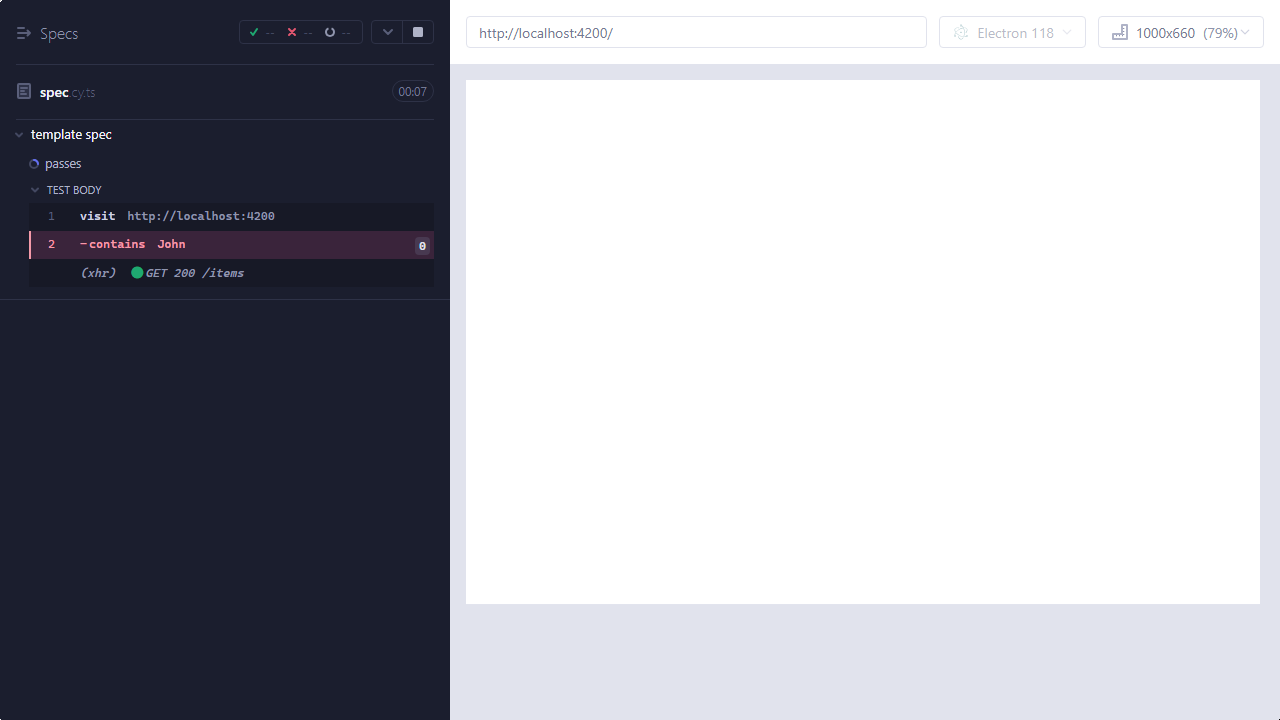 Specs
-- -- --
http://localhost:4200/
Electron 118
1000x660 (79%)
spec.cy.ts
00:07
template spec
passes
TEST BODY
1 visit http://localhost:4200
2 -contains John 0
(xhr) GET 200 /items